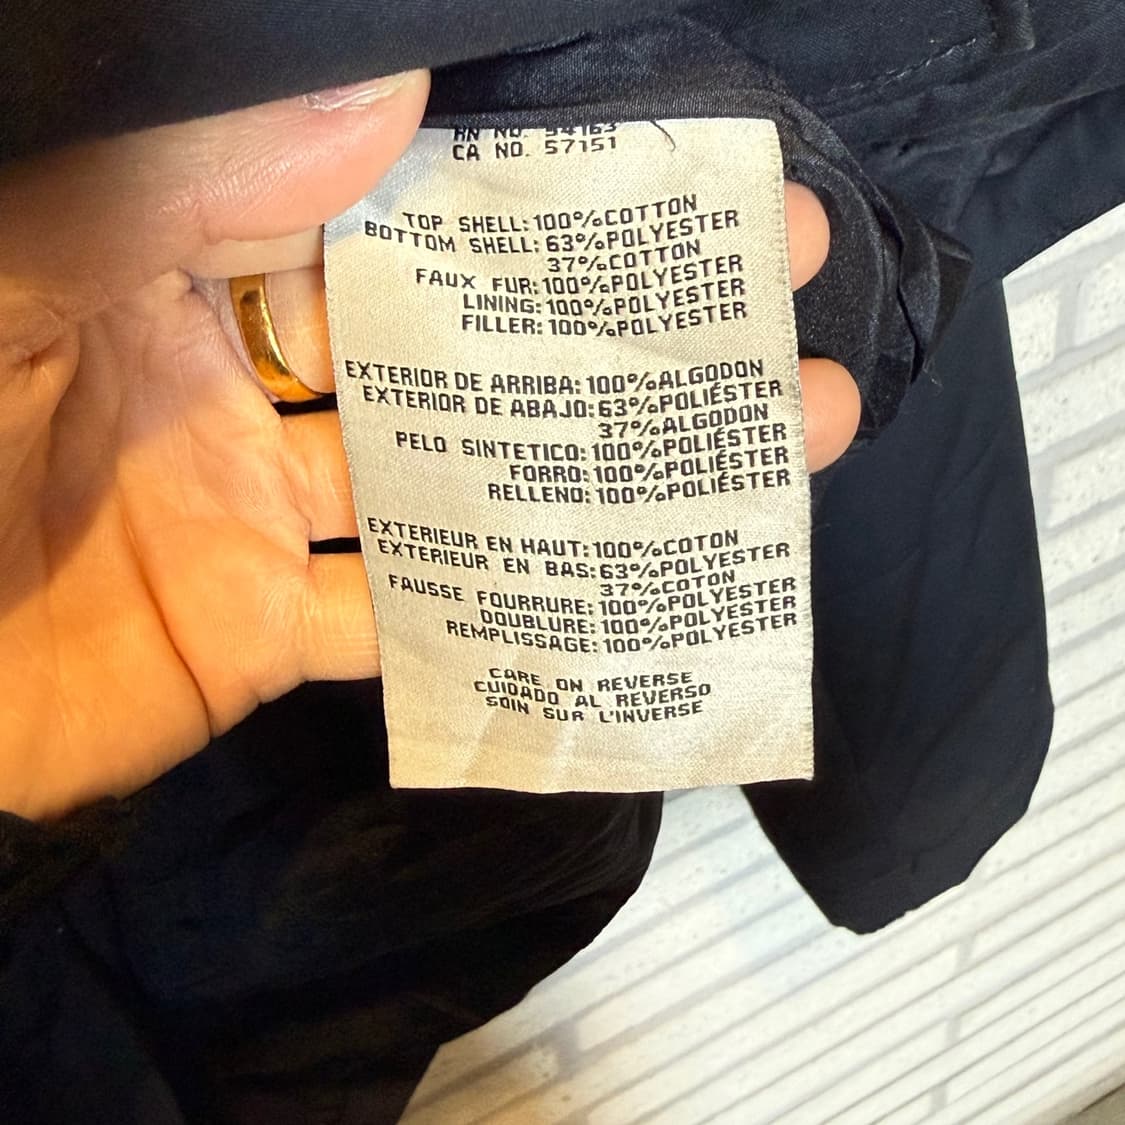 RN NO. 54163
CA NO. 57151
TOP SHELL: 100%COTTON
BOTTOM SHELL: 63%POLYESTER
37%COTTON
FAUX FUR: 100%POLYESTER
LINING: 100%POLYESTER
FILLER: 100%POLYESTER
EXTERIOR DE ARRIBA: 100%ALGODON
EXTERIOR DE ABAJO: 63%POLIÉSTER
37%ALGODON
PELO SINTETICO: 100%POLIÉSTER
FORRO: 100%POLIÉSTER
RELLENO: 100%POLIÉSTER
EXTERIEUR EN HAUT: 100%COTON
EXTERIEUR EN BAS: 63%POLYESTER
37%COTON
FAUSSE FOURRURE: 100%POLYESTER
DOUBLURE: 100%POLYESTER
REMPLISSAGE: 100%POLYESTER
CARE ON REVERSE
CUIDADO AL REVERSO
SOIN SUR L'INVERSE